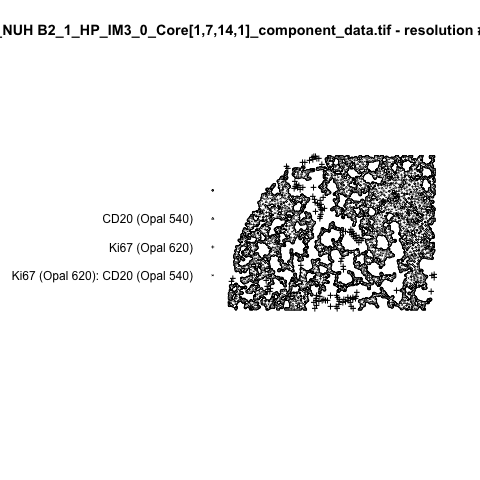 _NUH B2_1_HP_IM3_0_Core[1,7,14,1]_component_data.tif - resolution #
CD20 (Opal 540)
Ki67 (Opal 620)
Ki67 (Opal 620): CD20 (Opal 540)